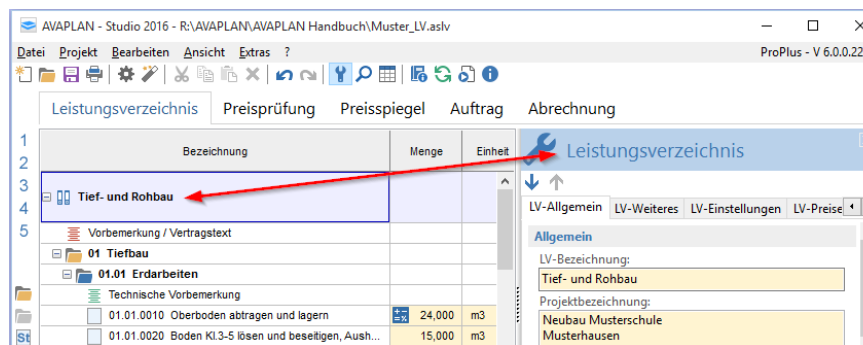 AVAPLAN - Studio 2016 - R:\AVAPLAN\AVAPLAN Handbuch\Muster_LV.aslv
Datei Projekt Bearbeiten Ansicht Extras ?
ProPlus - V 6.0.0.22
Leistungsverzeichnis Preisprüfung Preisspiegel Auftrag Abrechnung
1
2
3
4
5
St
Bezeichnung Menge Einheit
Tief- und Rohbau
Vorbemerkung / Vertragstext
01 Tiefbau
01.01 Erdarbeiten
Technische Vorbemerkung
01.01.0010 Oberboden abtragen und lagern 24,000 m3
01.01.0020 Boden Kl.3-5 lösen und beseitigen, Aush... 15,000 m3
Leistungsverzeichnis
LV-Allgemein LV-Weiteres LV-Einstellungen LV-Preise
Allgemein
LV-Bezeichnung:
Tief- und Rohbau
Projektbezeichnung:
Neubau Musterschule
Musterhausen